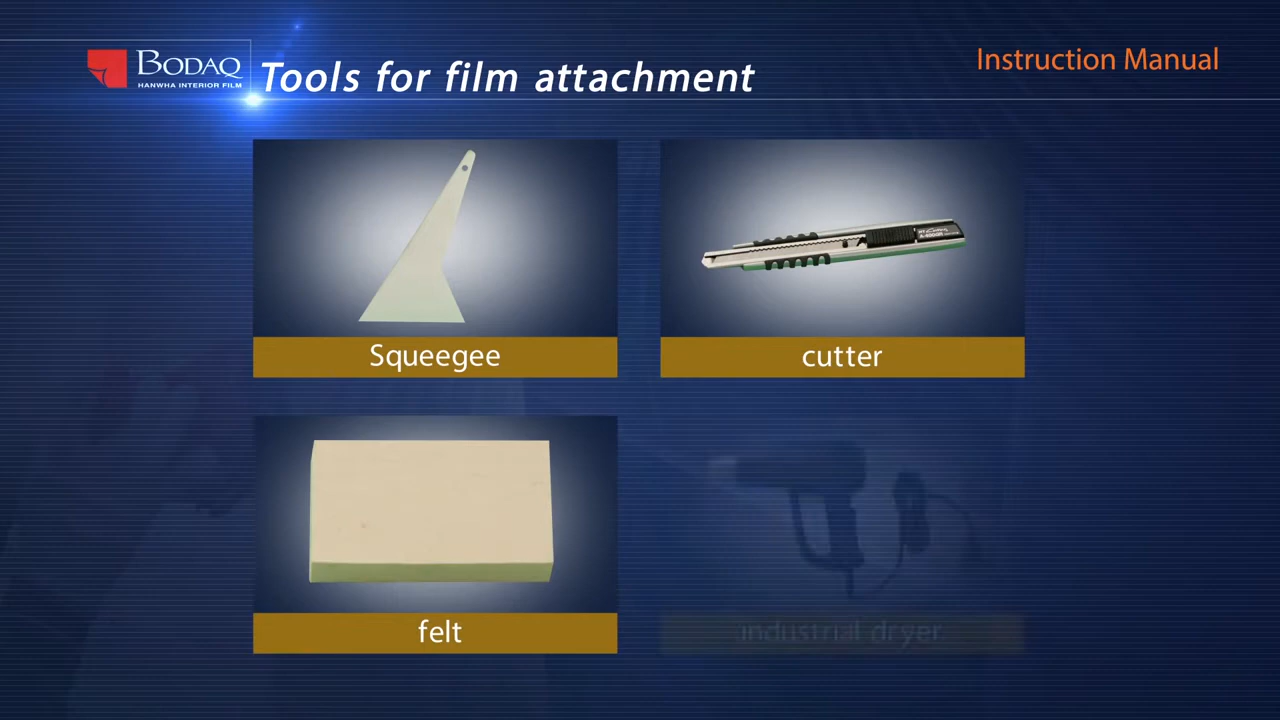 BODAQ
HANWHA INTERIOR FILM
Tools for film attachment
Instruction Manual
Squeegee
cutter
felt
industrial dryer